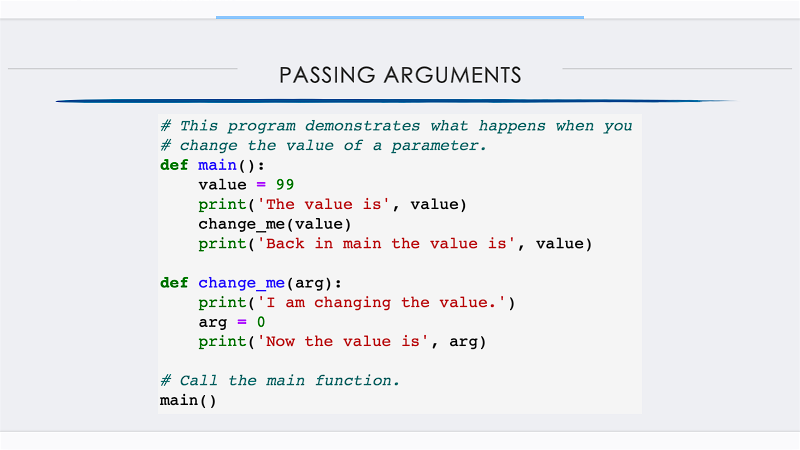 PASSING ARGUMENTS
# This program demonstrates what happens when you
# change the value of a parameter.
def main():
    value = 99
    print('The value is', value)
    change_me(value)
    print('Back in main the value is', value)

def change_me(arg):
    print('I am changing the value.')
    arg = 0
    print('Now the value is', arg)

# Call the main function.
main()